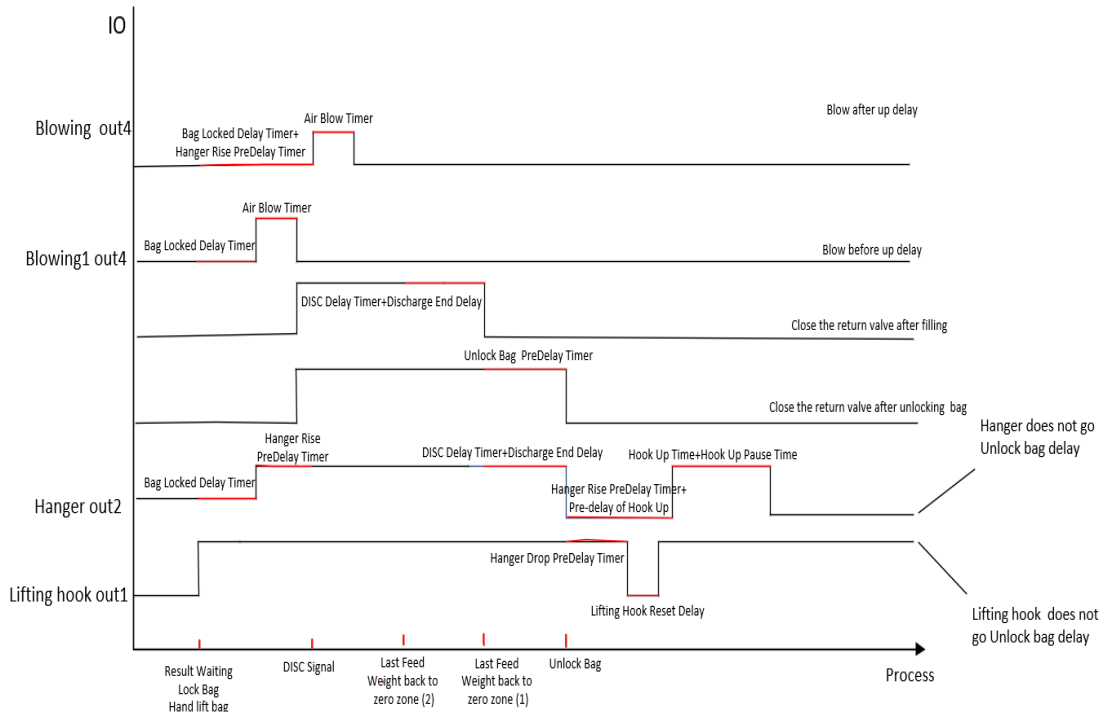 IO
Blow after up delay
Air Blow Timer
Blowing out4
Bag Locked Delay Timer+
Hanger Rise PreDelay Timer
Air Blow Timer
Bag Locked Delay Timer
Blowing1 out4
Blow before up delay
DISC Delay Timer+Discharge End Delay
Close the return valve after filling
Unlock Bag PreDelay Timer
Close the return valve after unlocking bag
Hanger does not go
Unlock bag delay
Hanger Rise
PreDelay Timer
DISC Delay Timer+Discharge End Delay
Hook Up Time+Hook Up Pause Time
Bag Locked Delay Timer
Hanger out2
Hanger Rise PreDelay Timer+
Pre-delay of Hook Up
Hanger Drop PreDelay Timer
Lifting hook out1
Lifting Hook Reset Delay
Lifting hook does not
go Unlock bag delay
Result Waiting
Lock Bag
Hand lift bag
DISC Signal
Last Feed
Weight back to
zero zone (2)
Last Feed
Weight back to
zero zone (1)
Unlock Bag
Process